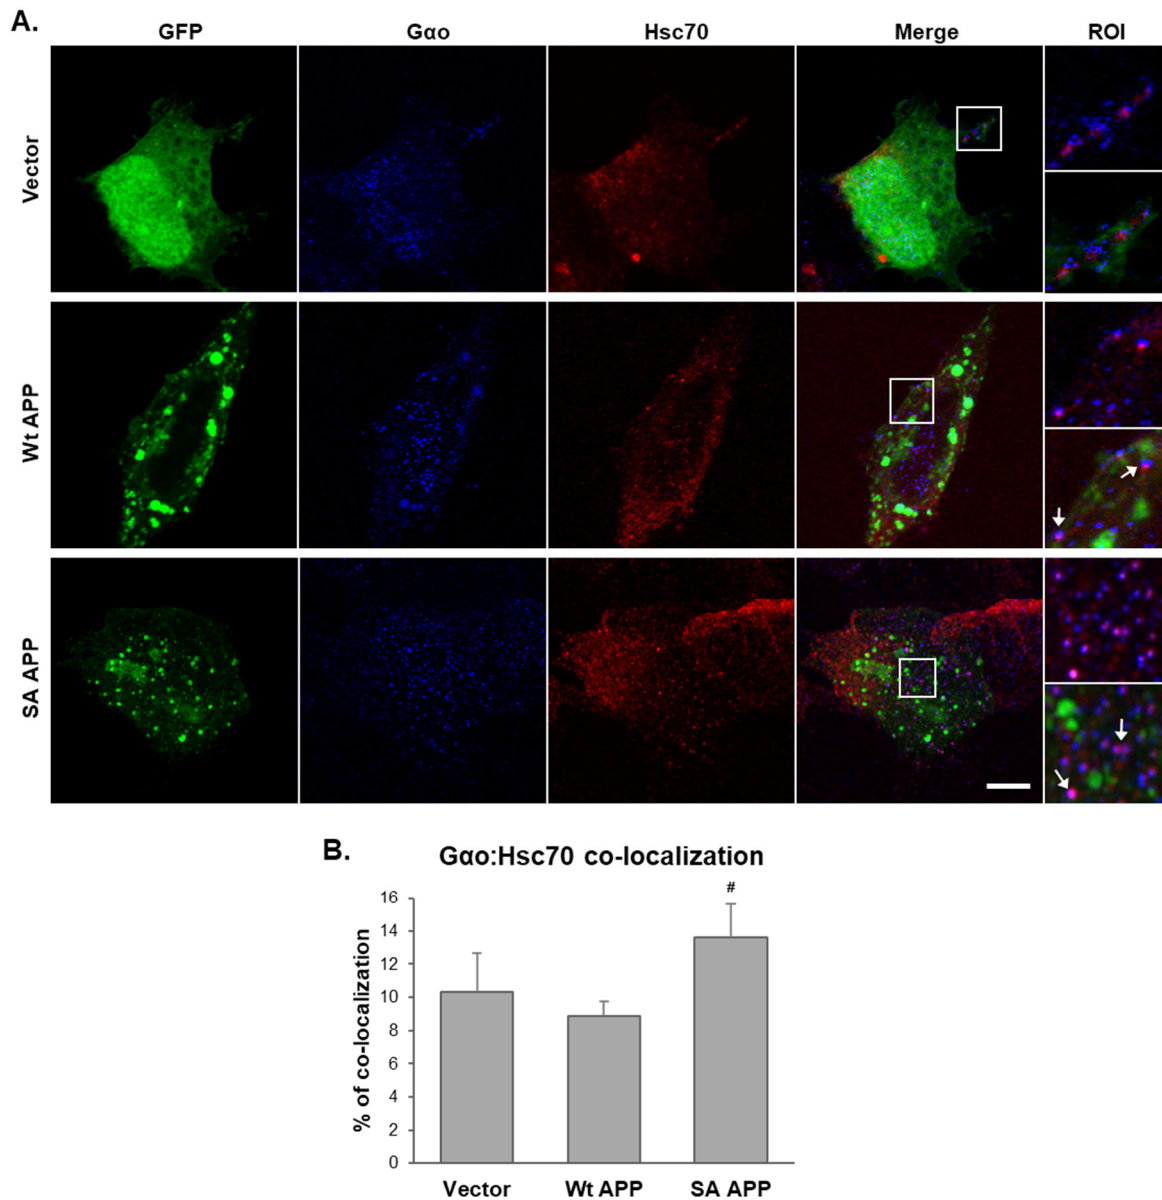 A.
GFP Gαo Hsc70 Merge ROI
Vector
Wt APP
SA APP
B.
Gαo:Hsc70 co-localization
% of co-localization
16
14
12
10
8
6
4
2
0
#
Vector Wt APP SA APP